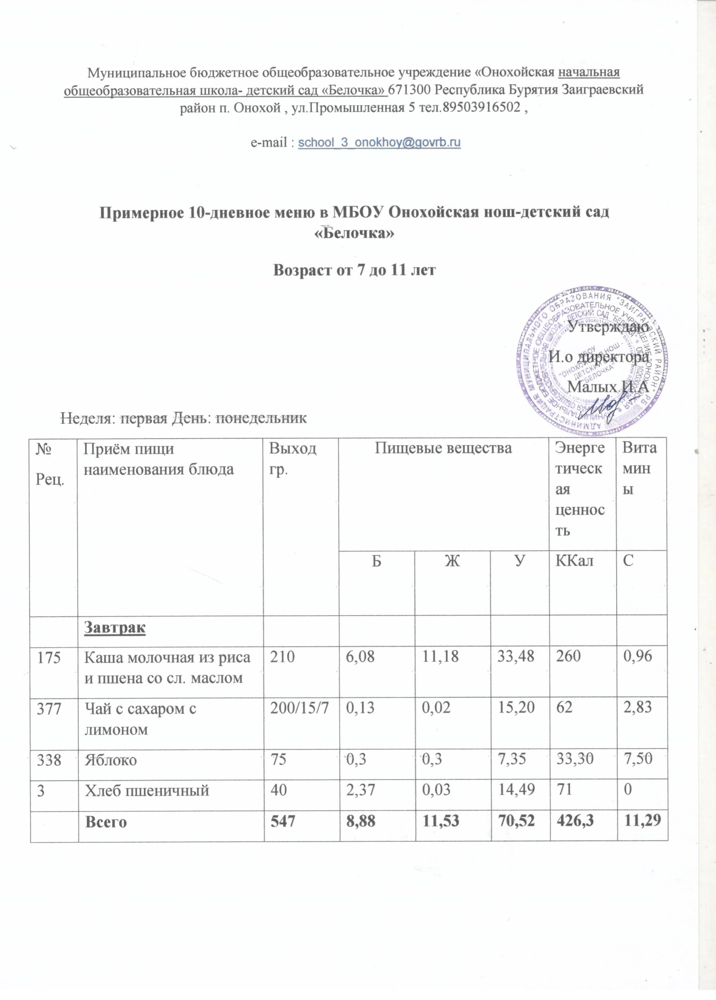 Муниципальное бюджетное общеобразовательное учреждение «Онохойская начальная
общеобразовательная школа- детский сад «Белочка» 671300 Республика Бурятия Заиграевский
район п. Онохой , ул.Промышленная 5 тел.89503916502 ,
e-mail : school_3_onokhoy@govrb.ru
Примерное 10-дневное меню в МБОУ Онохойская нош-детский сад
«Белочка»
Возраст от 7 до 11 лет
Утверждаю
И.о директора
Малых И.А
МБОУ
"ОНОХОЙСКАЯ НОШ -
ДЕТСКИЙ САД
"БЕЛОЧКА"
Неделя: первая День: понедельник
№ Рец. Приём пищи наименования блюда Выход гр. Пищевые вещества Энергетическая ценность Витамины
Б Ж У ККал С
Завтрак
175 Каша молочная из риса 210 6,08 11,18 33,48 260 0,96
и пшена со сл. маслом
377 Чай с сахаром с 200/15/7 0,13 0,02 15,20 62 2,83
лимоном
338 Яблоко 75 0,3 0,3 7,35 33,30 7,50
3 Хлеб пшеничный 40 2,37 0,03 14,49 71 0
Всего 547 8,88 11,53 70,52 426,3 11,29